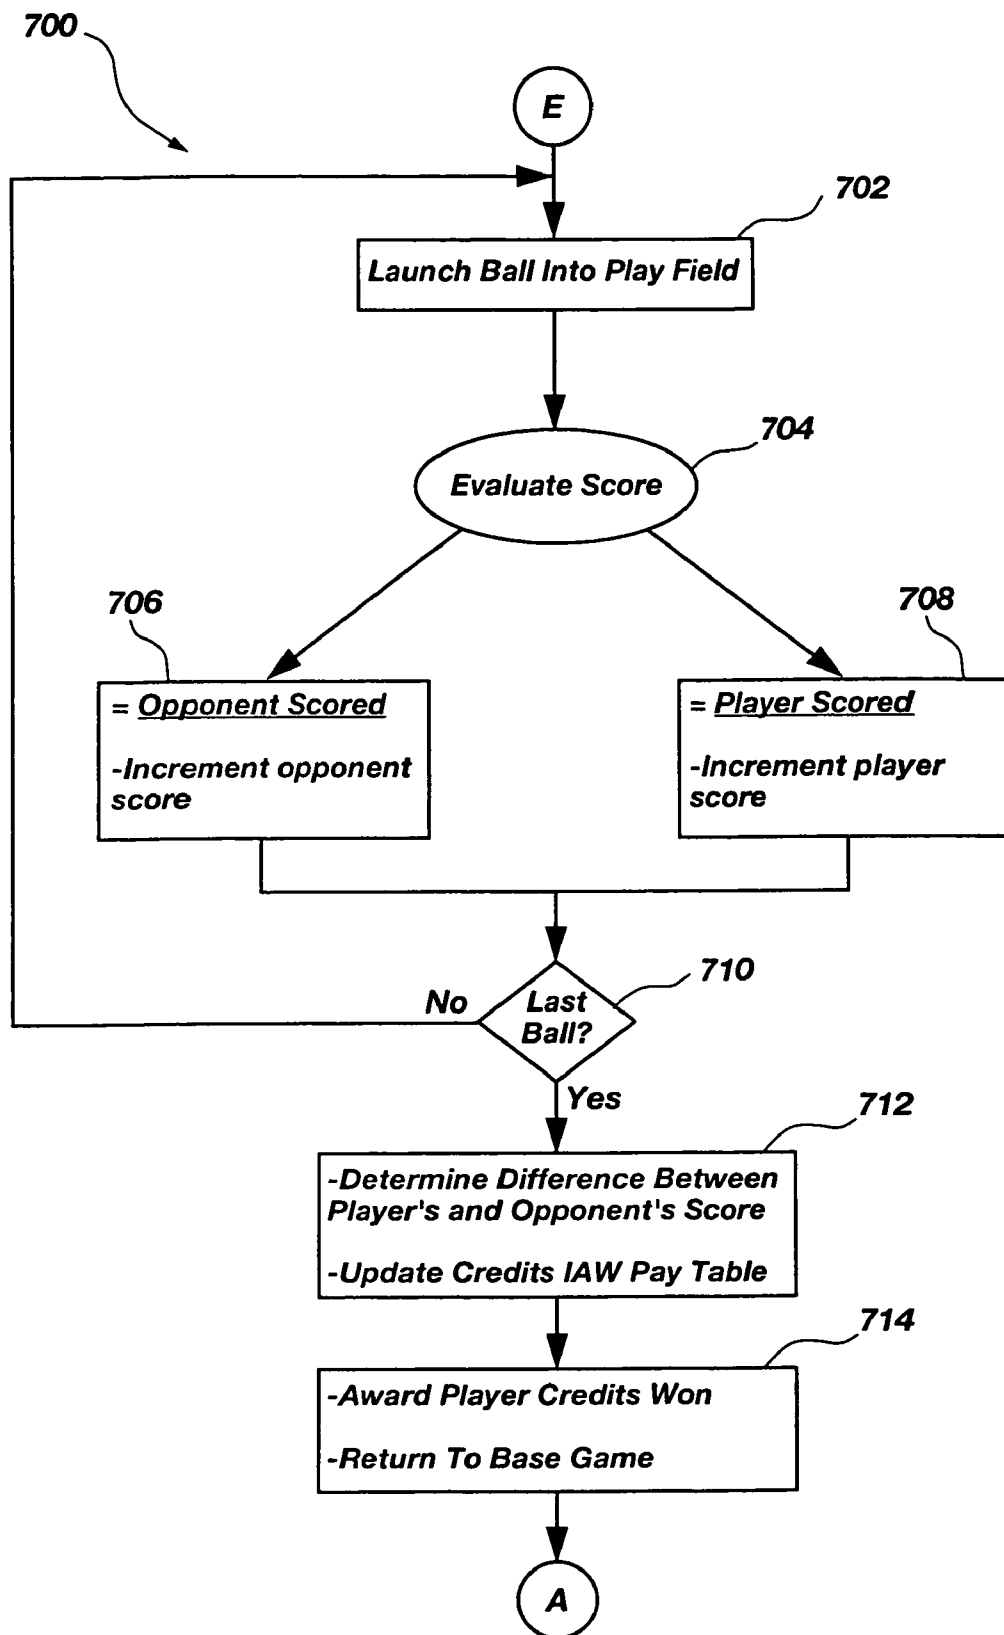 700
E
702
Launch Ball Into Play Field
704
Evaluate Score
706
= Opponent Scored
-Increment opponent
score
708
= Player Scored
-Increment player
score
710
No
Last
Ball?
Yes
712
-Determine Difference Between
Player's and Opponent's Score
-Update Credits IAW Pay Table
714
-Award Player Credits Won
-Return To Base Game
A